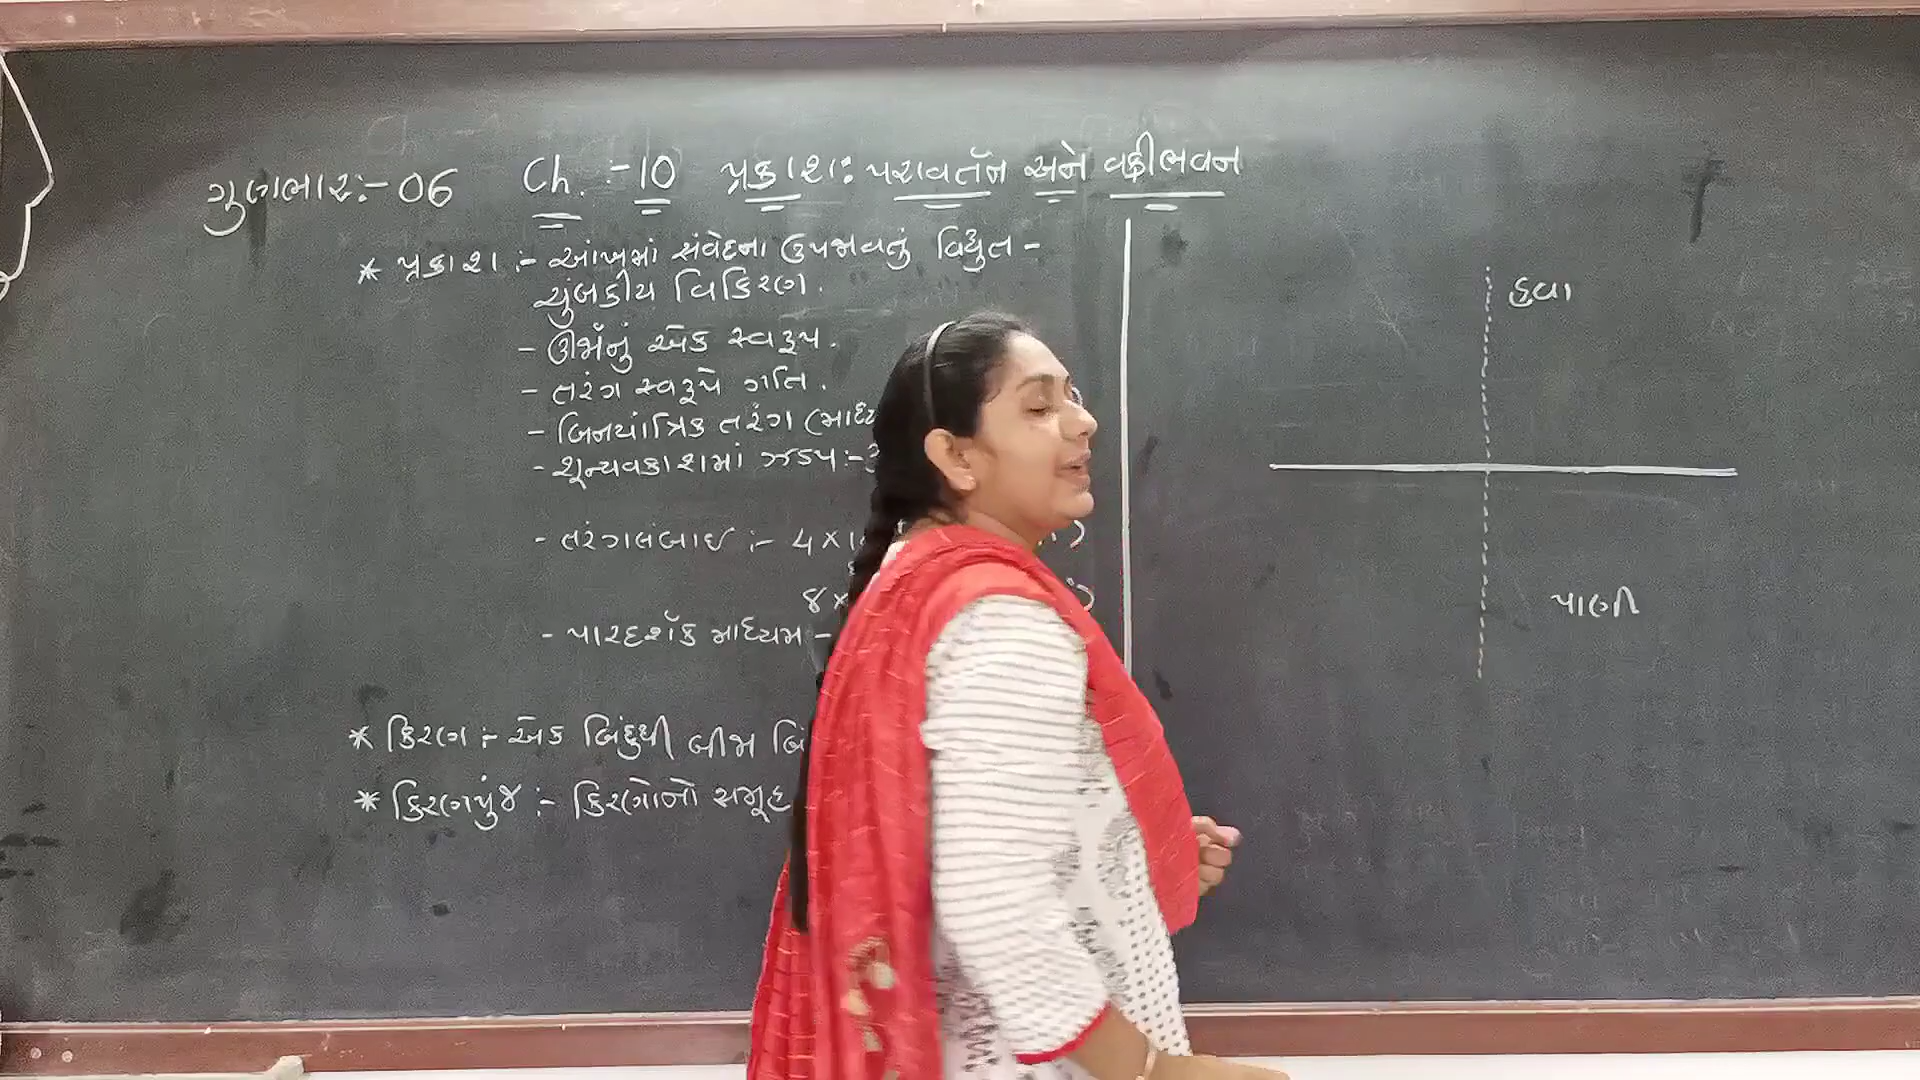 ગુણભાર:- 06 Ch. :- 10 પ્રકાશ: પરાવર્તન અને વક્રીભવન
* પ્રકાશ :- આંખમાં સંવેદના ઉપજાવતું વિદ્યુત -
ચુંબકીય વિકિરણ.
- ઊર્જાનું એક સ્વરૂપ.
- તરંગ સ્વરૂપે ગતિ.
- બિનયાંત્રિક તરંગ
- શૂન્યવકાશમાં ઝડપ:-
- તરંગલંબાઇ :- 4 ×
8 ×
- પારદર્શક માધ્યમ -
* કિરણ :- એક બિંદુથી બીજા
* કિરણપુંજ :- કિરણોનો સમૂહ
હવા
પાણી